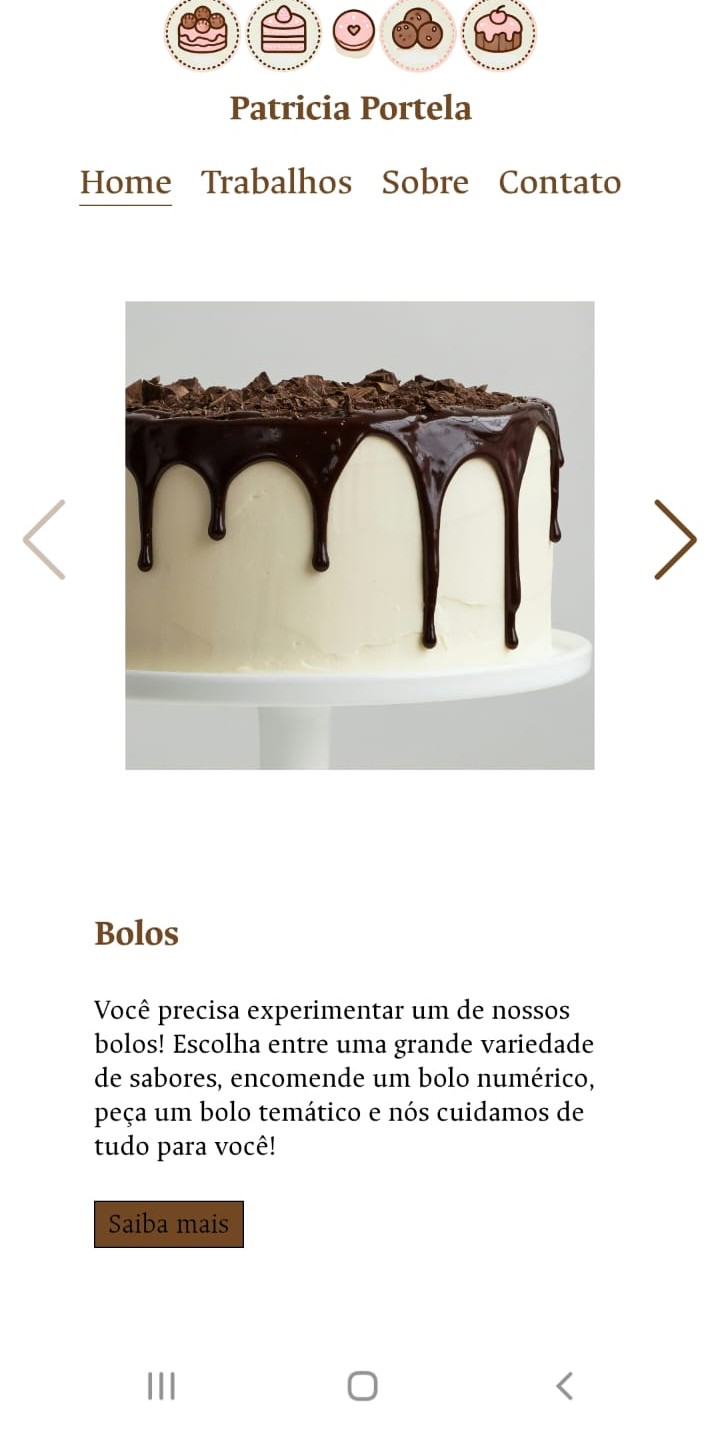 Patricia Portela
Home Trabalhos Sobre Contato
Bolos
Você precisa experimentar um de nossos
bolos! Escolha entre uma grande variedade
de sabores, encomende um bolo numérico,
peça um bolo temático e nós cuidamos de
tudo para você!
Saiba mais